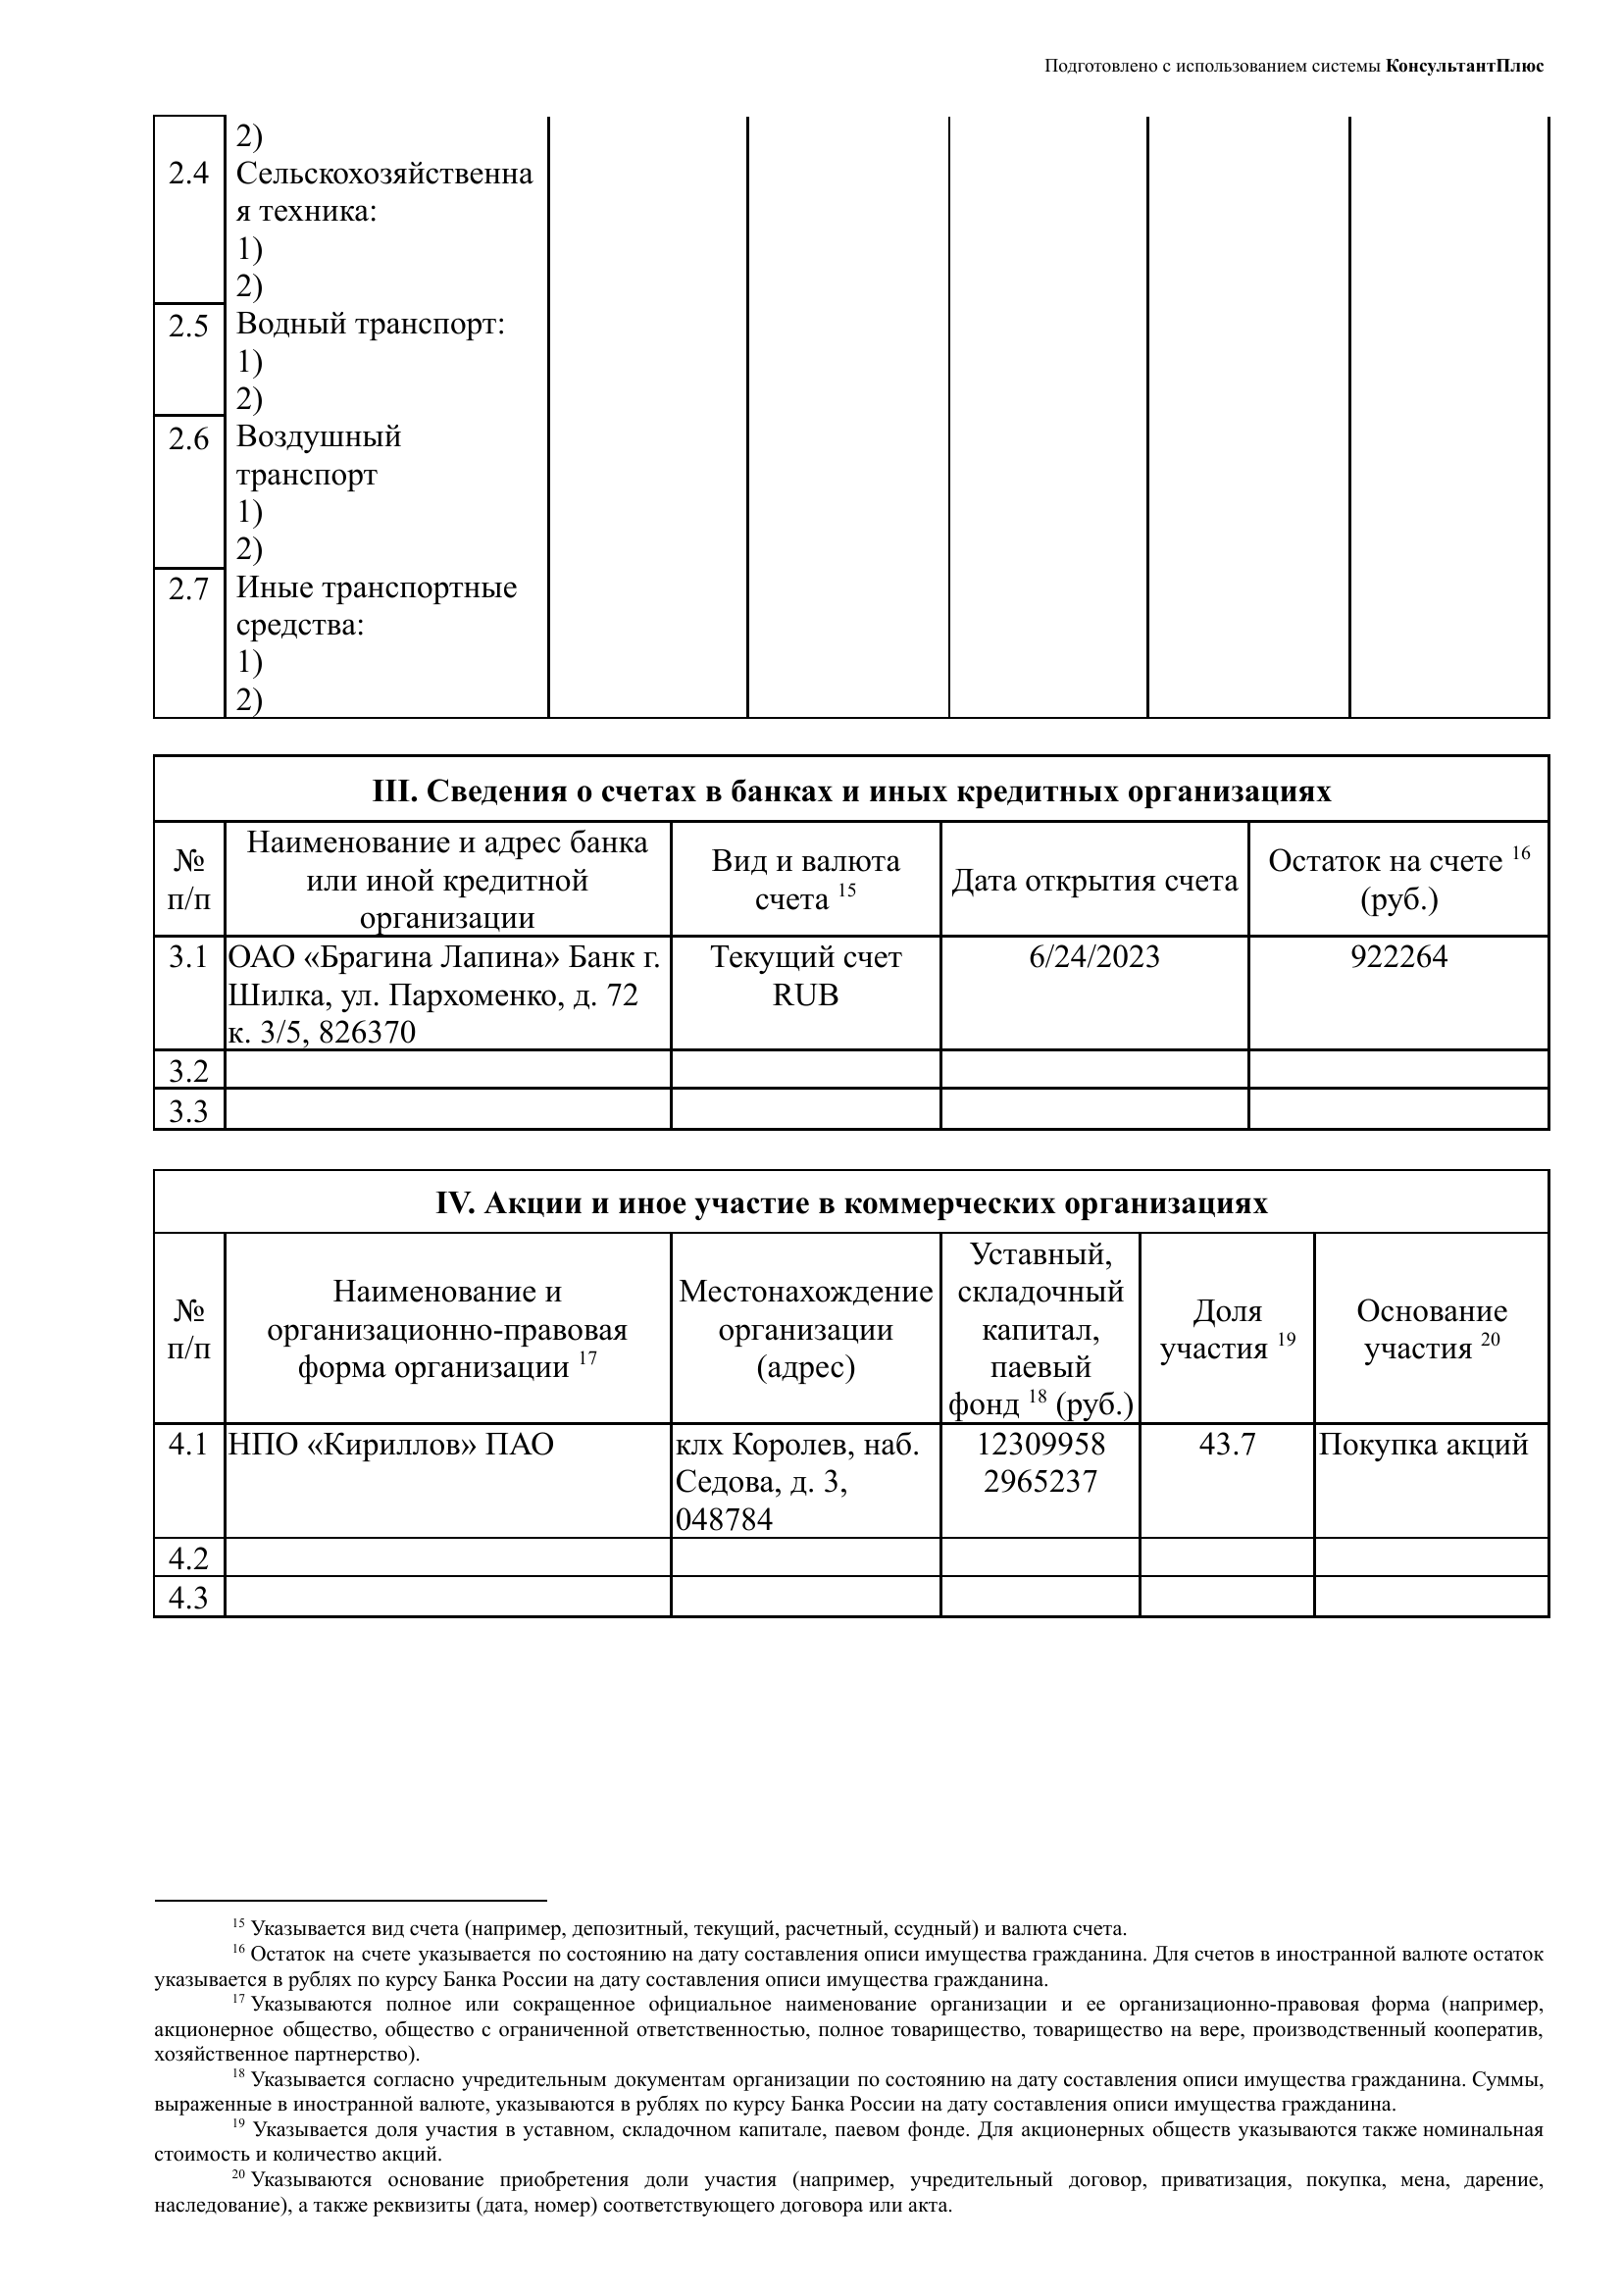 Подготовлено с использованием системы КонсультантПлюс
2)
2.4 Сельскохозяйственна
я техника:
1)
2)
2.5 Водный транспорт:
1)
2)
2.6 Воздушный
транспорт
1)
2)
2.7 Иные транспортные
средства:
1)
2)
III. Сведения о счетах в банках и иных кредитных организациях
№
п/п
Наименование и адрес банка
или иной кредитной
организации
Вид и валюта
счета 15
Дата открытия счета
Остаток на счете 16
(руб.)
3.1
ОАО «Брагина Лапина» Банк г.
Шилка, ул. Пархоменко, д. 72
к. 3/5, 826370
Текущий счет
RUB
6/24/2023
922264
3.2
3.3
IV. Акции и иное участие в коммерческих организациях
№
п/п
Наименование и
организационно-правовая
форма организации 17
Местонахождение
организации
(адрес)
Уставный,
складочный
капитал,
паевый
фонд 18 (руб.)
Доля
участия 19
Основание
участия 20
4.1
НПО «Кириллов» ПАО
клх Королев, наб.
Седова, д. 3,
048784
12309958
2965237
43.7
Покупка акций
4.2
4.3
15 Указывается вид счета (например, депозитный, текущий, расчетный, ссудный) и валюта счета.
16 Остаток на счете указывается по состоянию на дату составления описи имущества гражданина. Для счетов в иностранной валюте остаток
указывается в рублях по курсу Банка России на дату составления описи имущества гражданина.
17 Указываются полное или сокращенное официальное наименование организации и ее организационно-правовая форма (например,
акционерное общество, общество с ограниченной ответственностью, полное товарищество, товарищество на вере, производственный кооператив,
хозяйственное партнерство).
18 Указывается согласно учредительным документам организации по состоянию на дату составления описи имущества гражданина. Суммы,
выраженные в иностранной валюте, указываются в рублях по курсу Банка России на дату составления описи имущества гражданина.
19 Указывается доля участия в уставном, складочном капитале, паевом фонде. Для акционерных обществ указываются также номинальная
стоимость и количество акций.
20 Указываются основание приобретения доли участия (например, учредительный договор, приватизация, покупка, мена, дарение,
наследование), а также реквизиты (дата, номер) соответствующего договора или акта.